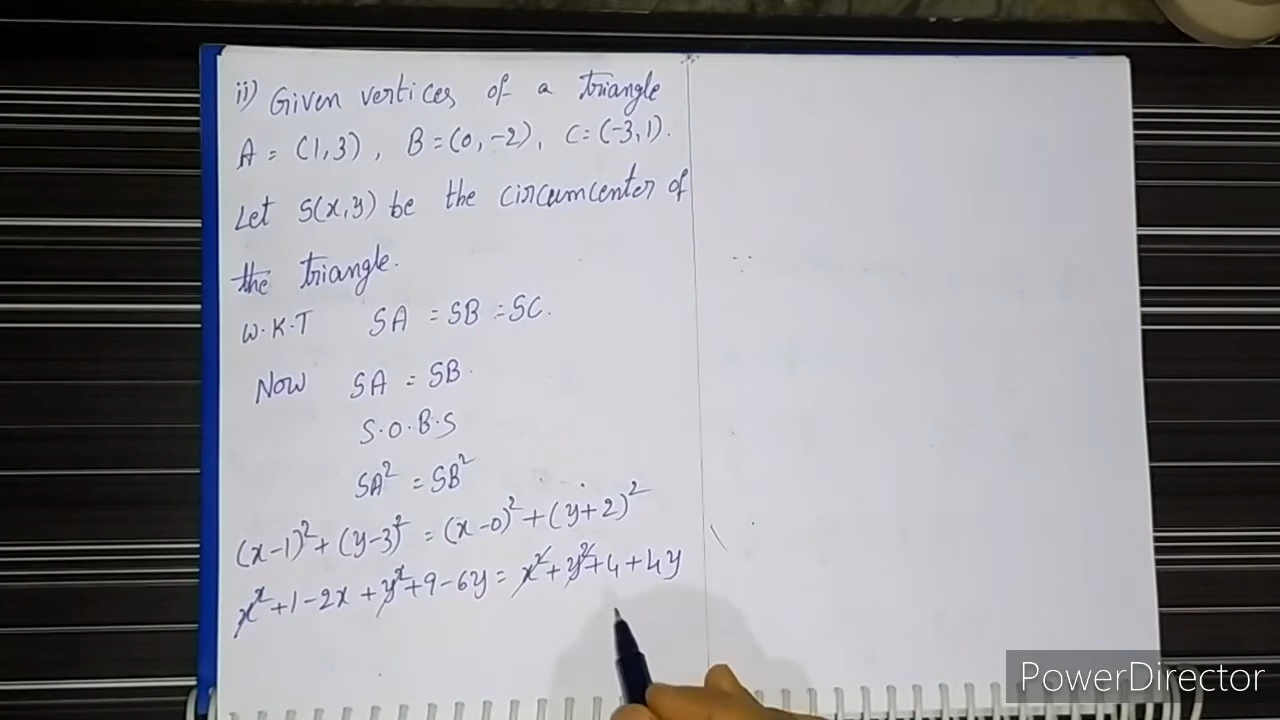 ii) Given vertices of a triangle
A = (1,3), B=(0,-2), C=(-3,1).
Let S(x,y) be the circumcenter of
the triangle.
W.K.T SA = SB = SC.
Now SA = SB.
S.O.B.S
SA² = SB²
(x-1)² + (y-3)² = (x-0)² + (y+2)²
x² + 1 - 2x + y² + 9 - 6y = x² + y² + 4 + 4y
PowerDirector